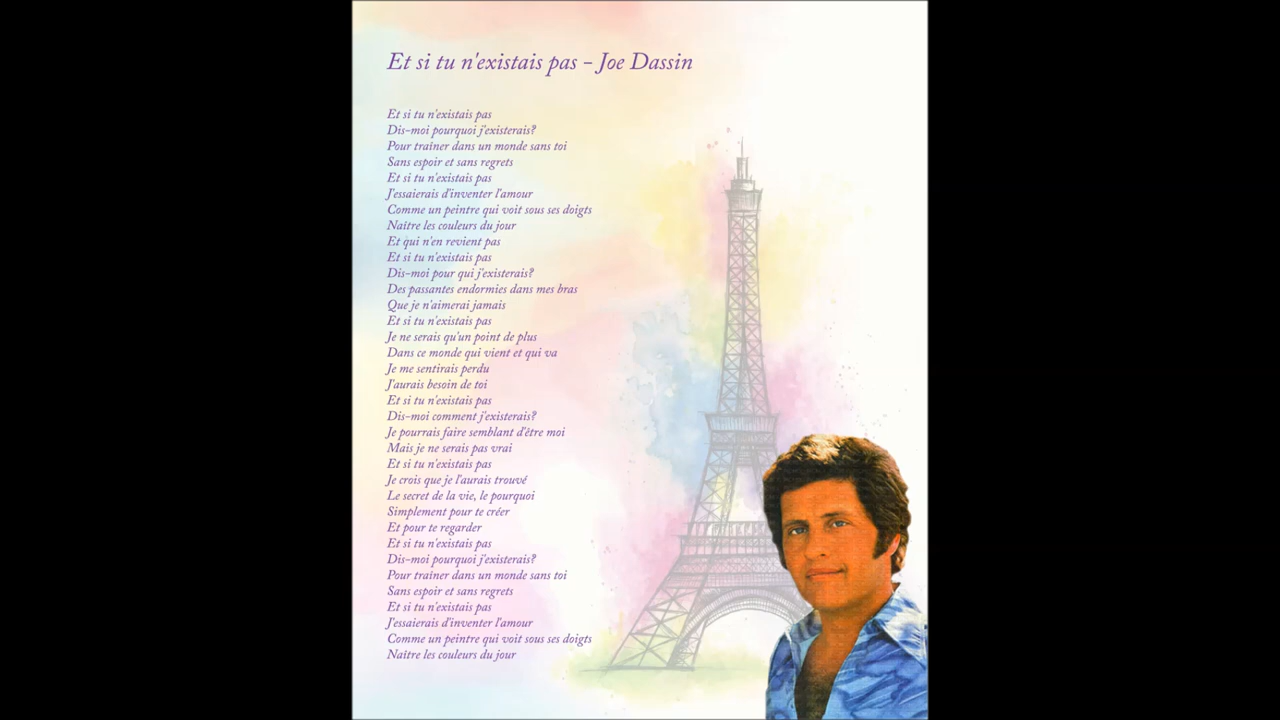 Et si tu n'existais pas - Joe Dassin
Et si tu n'existais pas
Dis-moi pourquoi j'existerais?
Pour traîner dans un monde sans toi
Sans espoir et sans regrets
Et si tu n'existais pas
J'essaierais d'inventer l'amour
Comme un peintre qui voit sous ses doigts
Naître les couleurs du jour
Et qui n'en revient pas
Et si tu n'existais pas
Dis-moi pour qui j'existerais?
Des passantes endormies dans mes bras
Que je n'aimerai jamais
Et si tu n'existais pas
Je ne serais qu'un point de plus
Dans ce monde qui vient et qui va
Je me sentirais perdu
J'aurais besoin de toi
Et si tu n'existais pas
Dis-moi comment j'existerais?
Je pourrais faire semblant d'être moi
Mais je ne serais pas vrai
Et si tu n'existais pas
Je crois que je l'aurais trouvé
Le secret de la vie, le pourquoi
Simplement pour te créer
Et pour te regarder
Et si tu n'existais pas
Dis-moi pourquoi j'existerais?
Pour traîner dans un monde sans toi
Sans espoir et sans regrets
Et si tu n'existais pas
J'essaierais d'inventer l'amour
Comme un peintre qui voit sous ses doigts
Naître les couleurs du jour